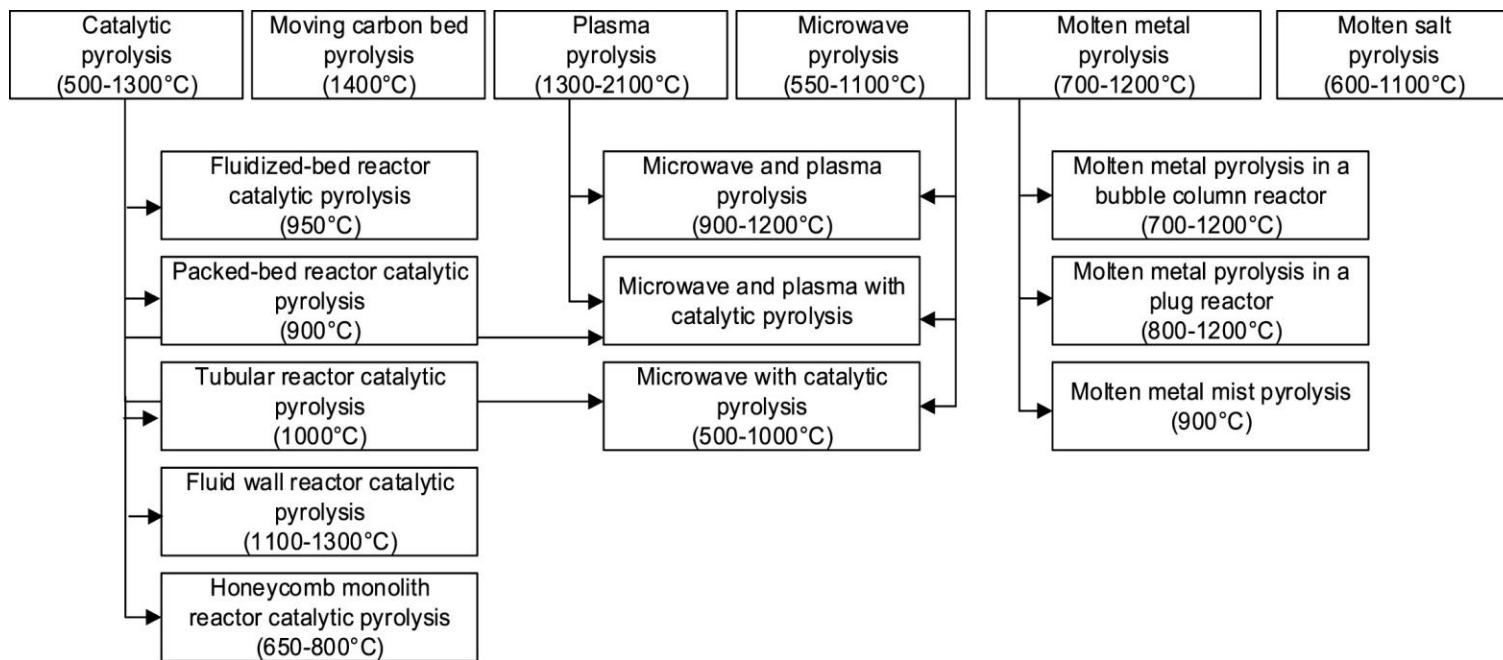 Catalytic
pyrolysis
(500-1300°C)
Moving carbon bed
pyrolysis
(1400°C)
Plasma
pyrolysis
(1300-2100°C)
Microwave
pyrolysis
(550-1100°C)
Molten metal
pyrolysis
(700-1200°C)
Molten salt
pyrolysis
(600-1100°C)
Fluidized-bed reactor
catalytic pyrolysis
(950°C)
Packed-bed reactor catalytic
pyrolysis
(900°C)
Tubular reactor catalytic
pyrolysis
(1000°C)
Fluid wall reactor catalytic
pyrolysis
(1100-1300°C)
Honeycomb monolith
reactor catalytic pyrolysis
(650-800°C)
Microwave and plasma
pyrolysis
(900-1200°C)
Microwave and plasma with
catalytic pyrolysis
Microwave with catalytic
pyrolysis
(500-1000°C)
Molten metal pyrolysis in a
bubble column reactor
(700-1200°C)
Molten metal pyrolysis in a
plug reactor
(800-1200°C)
Molten metal mist pyrolysis
(900°C)